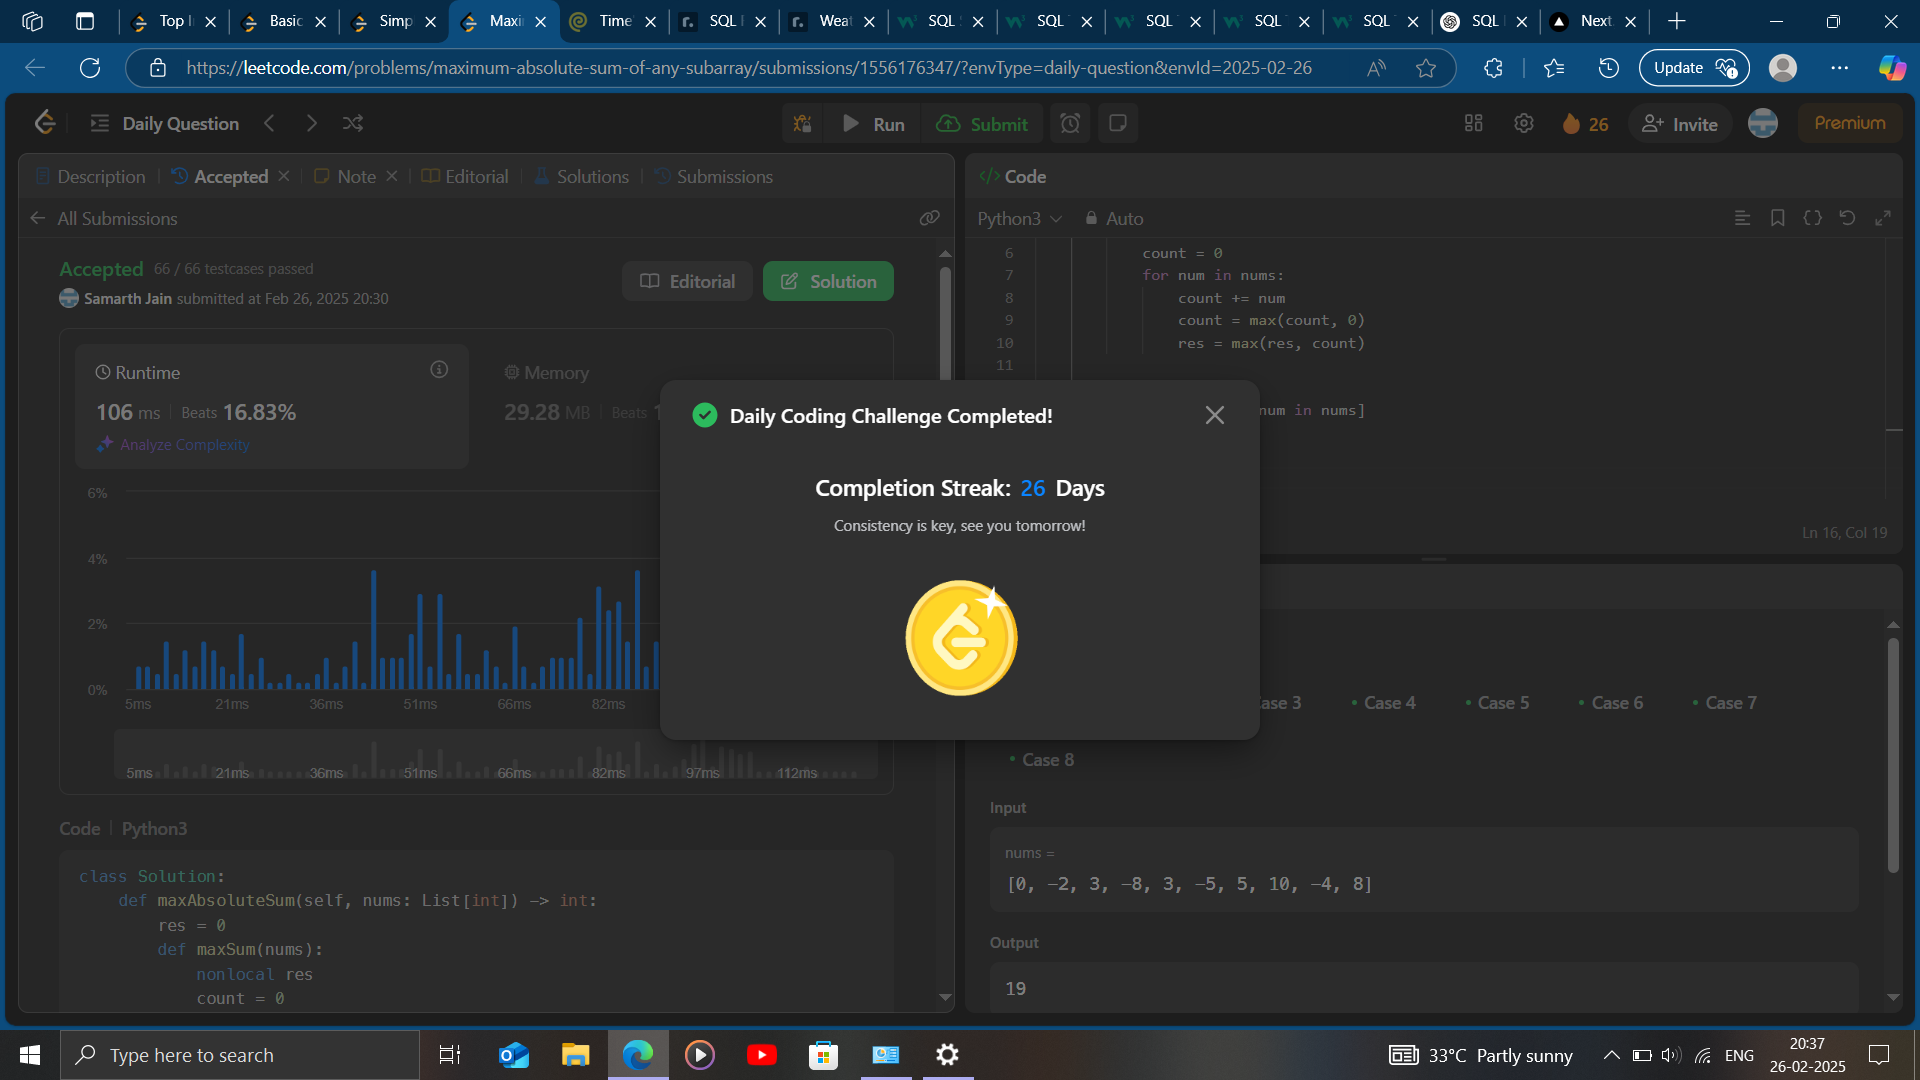 Top I
Basic
Simp
Maxi
Time
SQL
Wea
SQL
SQL
SQL
SQL
SQL
SQL
Next.
https://leetcode.com/problems/maximum-absolute-sum-of-any-subarray/submissions/1556176347/?envType=daily-question&envId=2025-02-26
Update
Daily Question
Run
Submit
26
Invite
Premium
Description
Accepted
Note
Editorial
Solutions
Submissions
</> Code
All Submissions
Python3
Auto
Accepted 66 / 66 testcases passed
Samarth Jain submitted at Feb 26, 2025 20:30
Editorial
Solution
Runtime
106 ms | Beats 16.83%
Analyze Complexity
Memory
29.28 MB | Beats 1
6%
4%
2%
0%
5ms 21ms 36ms 51ms 66ms 82ms
5ms 21ms 36ms 51ms 66ms 82ms 97ms 112ms
Code | Python3
class Solution:
def maxAbsoluteSum(self, nums: List[int]) -> int:
res = 0
def maxSum(nums):
nonlocal res
count = 0
6 count = 0
7 for num in nums:
8 count += num
9 count = max(count, 0)
10 res = max(res, count)
11
num in nums]
Ln 16, Col 19
Daily Coding Challenge Completed!
Completion Streak: 26 Days
Consistency is key, see you tomorrow!
ase 3
Case 4
Case 5
Case 6
Case 7
Case 8
Input
nums =
[0, −2, 3, −8, 3, −5, 5, 10, −4, 8]
Output
19
Type here to search
33°C Partly sunny
ENG
20:37
26-02-2025